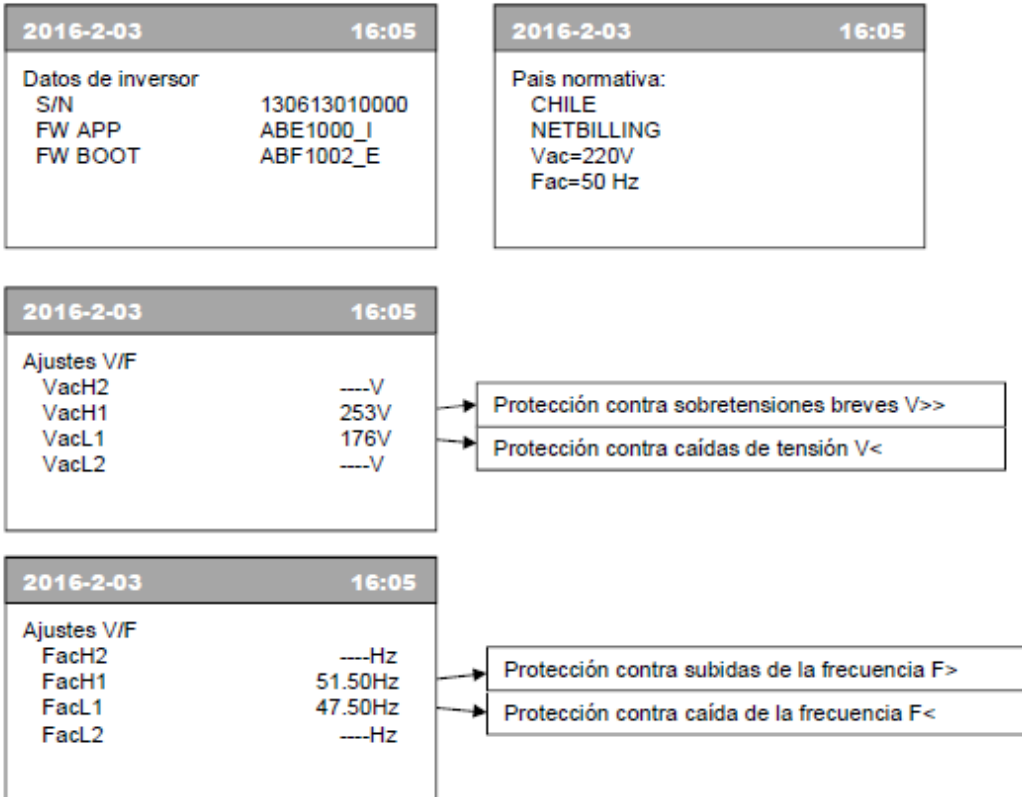 2016-2-03 16:05
Datos de inversor
S/N 130613010000
FW APP ABE1000_I
FW BOOT ABF1002_E
2016-2-03 16:05
Pais normativa:
CHILE
NETBILLING
Vac=220V
Fac=50 Hz
2016-2-03 16:05
Ajustes V/F
VacH2 ----V
VacH1 253V
VacL1 176V
VacL2 ----V
Protección contra sobretensiones breves V>>
Protección contra caídas de tensión V<
2016-2-03 16:05
Ajustes V/F
FacH2 ----Hz
FacH1 51.50Hz
FacL1 47.50Hz
FacL2 ----Hz
Protección contra subidas de la frecuencia F>
Protección contra caída de la frecuencia F<